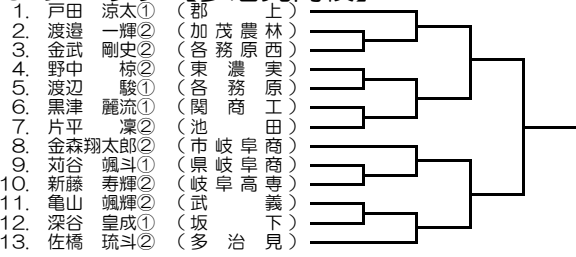 1. 戸田 涼太① (郡上)
2. 渡邉 一輝② (加茂農林)
3. 金武 剛史② (各務原西)
4. 野中 椋② (東濃実)
5. 渡辺 駿① (各務原)
6. 黒津 麗流① (関商工)
7. 片平 凜② (池田)
8. 金森翔太郎② (市岐阜商)
9. 苅谷 颯斗① (県岐阜商)
10. 新藤 寿輝② (岐阜高専)
11. 亀山 颯輝② (武義)
12. 深谷 皇成① (坂下)
13. 佐橋 琉斗② (多治見)